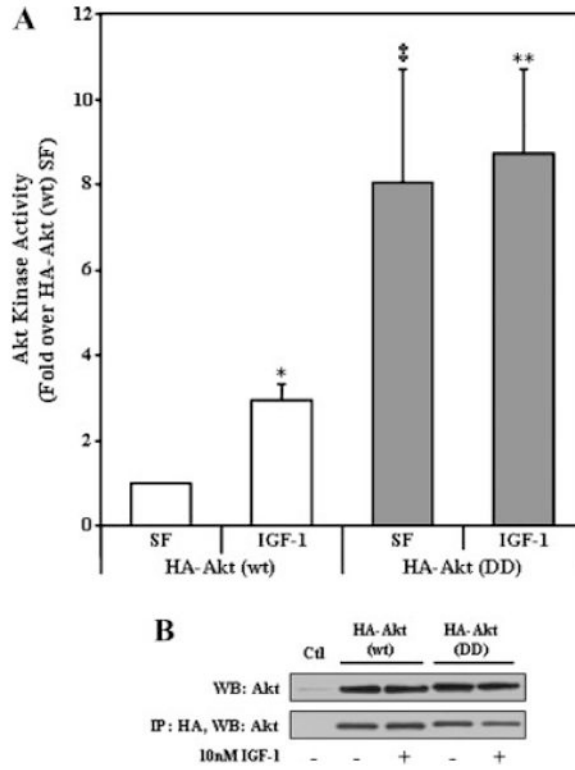 A
Akt Kinase Activity
(Fold over HA-Akt (wt) SF)
12
10
8
6
4
2
0
*
‡
**
SF IGF-1 SF IGF-1
HA-Akt (wt) HA-Akt (DD)
B
Ctl HA-Akt (wt) HA-Akt (DD)
WB: Akt
IP: HA, WB: Akt
10nM IGF-1 - - + - +